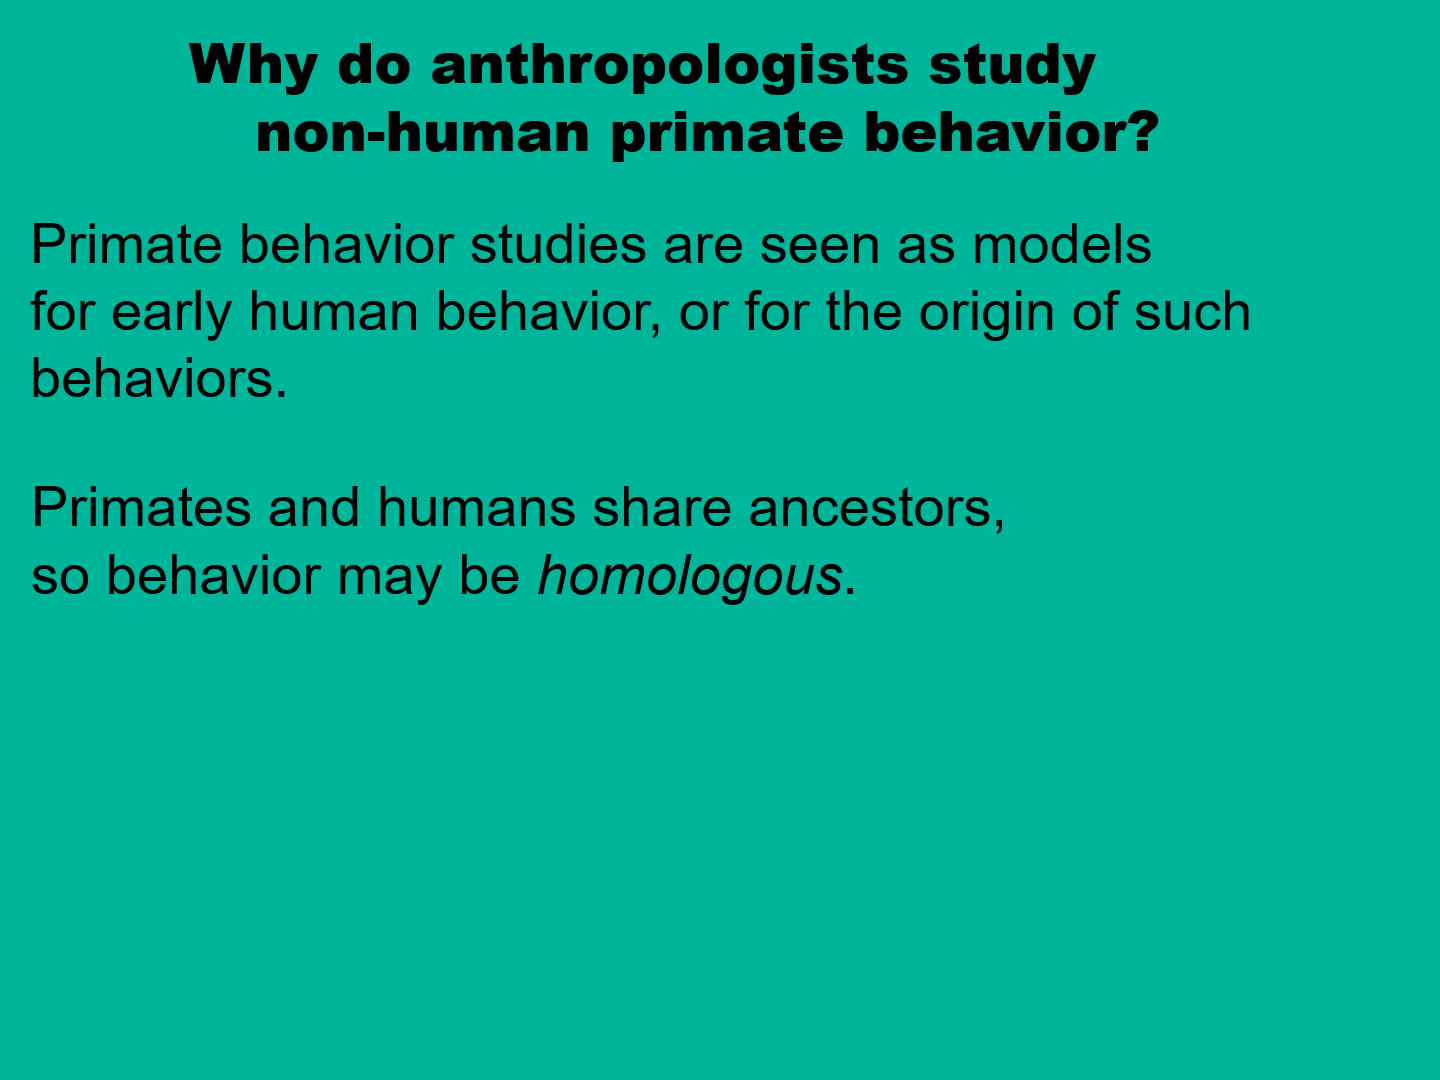 Why do anthropologists study
non-human primate behavior?
Primate behavior studies are seen as models
for early human behavior, or for the origin of such
behaviors.
Primates and humans share ancestors,
so behavior may be homologous.